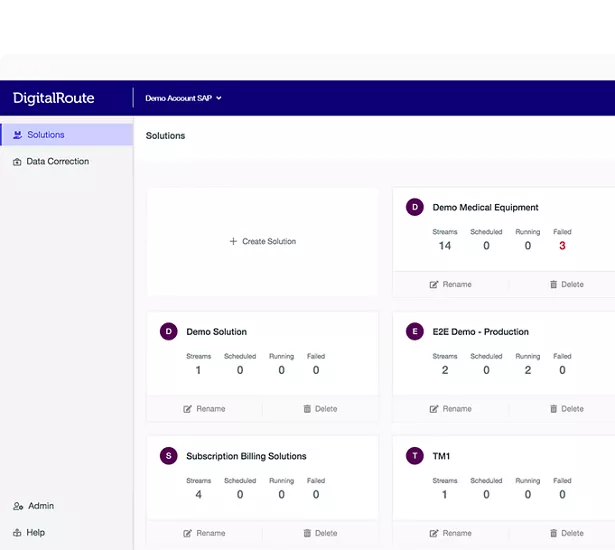 DigitalRoute
Demo Account SAP
Solutions
Data Correction
Admin
Help
Solutions
+ Create Solution
D Demo Medical Equipment
Streams Scheduled Running Failed
14 0 0 3
Rename Delete
D Demo Solution
Streams Scheduled Running Failed
1 0 0 0
Rename Delete
E E2E Demo - Production
Streams Scheduled Running Failed
2 0 2 0
Rename Delete
S Subscription Billing Solutions
Streams Scheduled Running Failed
4 0 0 0
Rename Delete
T TM1
Streams Scheduled Running Failed
1 0 0 0
Rename Delete